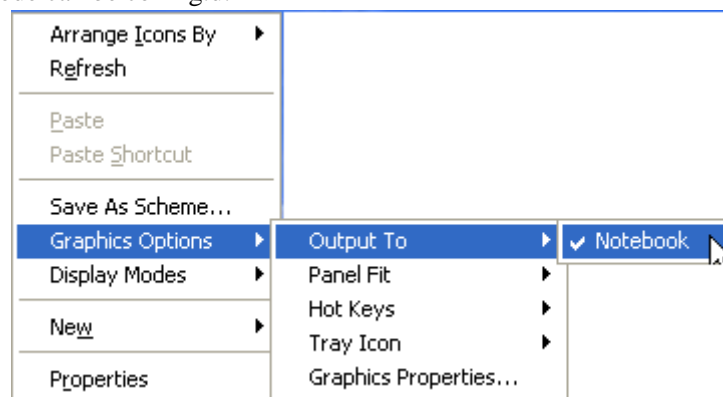 Arrange Icons By
Refresh
Paste
Paste Shortcut
Save As Scheme...
Graphics Options
Display Modes
New
Properties
Output To
Panel Fit
Hot Keys
Tray Icon
Graphics Properties...
Notebook